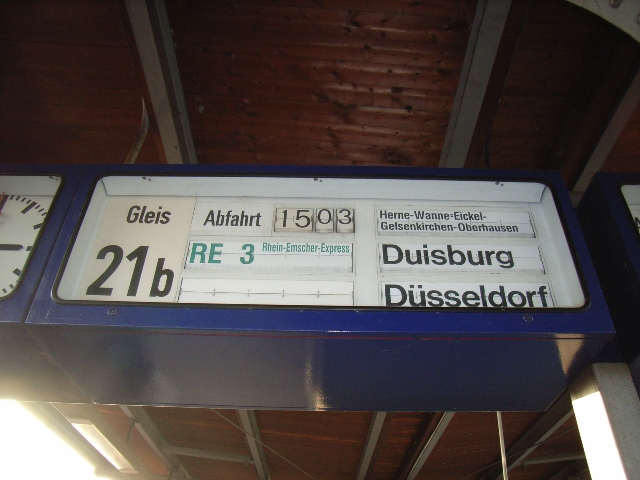 Gleis
21b
Abfahrt 1503
RE 3 Rhein-Emscher-Express
Herne-Wanne-Eickel-
Gelsenkirchen-Oberhausen
Duisburg
Düsseldorf